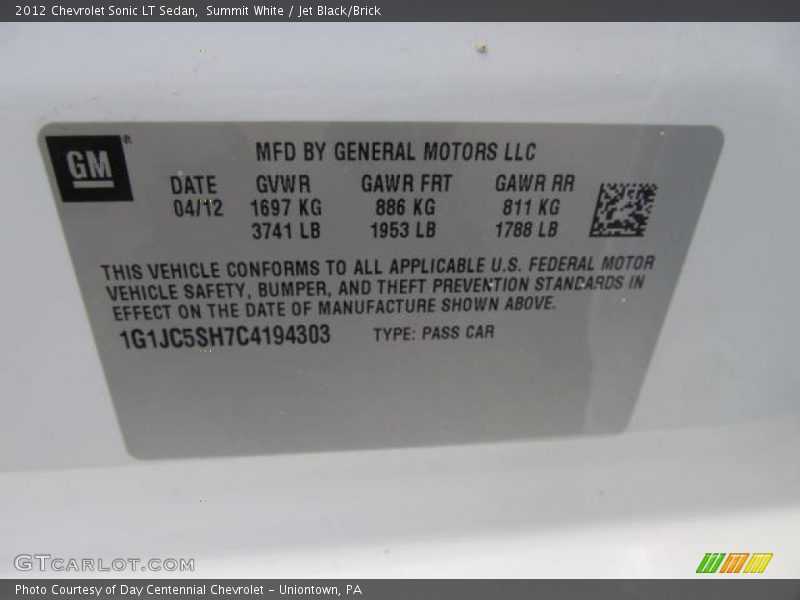 2012 Chevrolet Sonic LT Sedan, Summit White / Jet Black/Brick
GM®
MFD BY GENERAL MOTORS LLC
DATE GVWR GAWR FRT GAWR RR
04/12 1697 KG 886 KG 811 KG
3741 LB 1953 LB 1788 LB
THIS VEHICLE CONFORMS TO ALL APPLICABLE U.S. FEDERAL MOTOR
VEHICLE SAFETY, BUMPER, AND THEFT PREVENTION STANDARDS IN
EFFECT ON THE DATE OF MANUFACTURE SHOWN ABOVE.
1G1JC5SH7C4194303 TYPE: PASS CAR
GTCARLOT.COM
Photo Courtesy of Day Centennial Chevrolet - Uniontown, PA